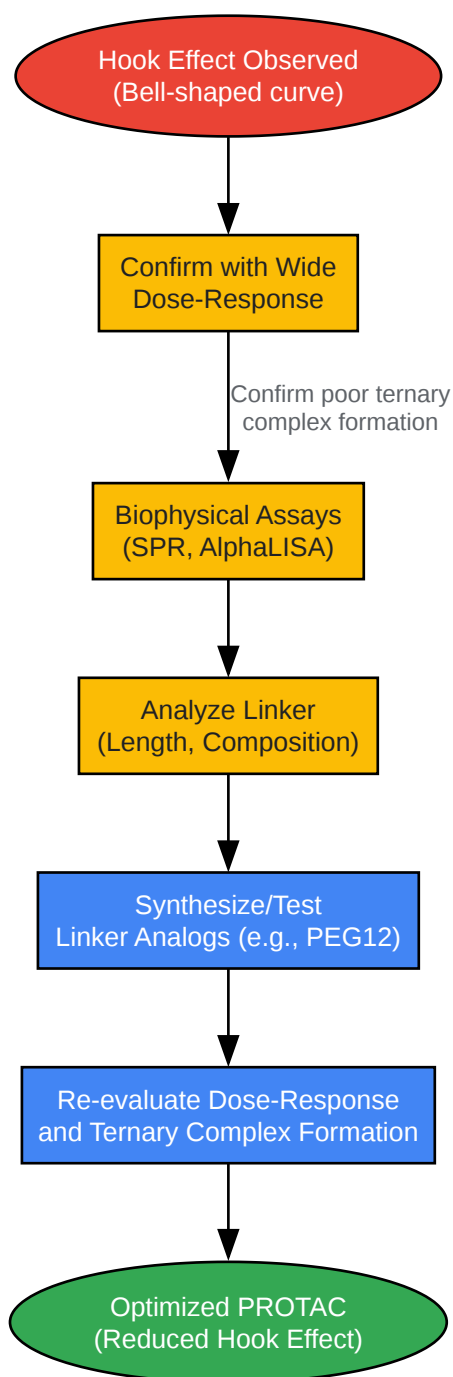 Hook Effect Observed
(Bell-shaped curve)
Confirm with Wide
Dose-Response
Confirm poor ternary
complex formation
Biophysical Assays
(SPR, AlphaLISA)
Analyze Linker
(Length, Composition)
Synthesize/Test
Linker Analogs (e.g., PEG12)
Re-evaluate Dose-Response
and Ternary Complex Formation
Optimized PROTAC
(Reduced Hook Effect)